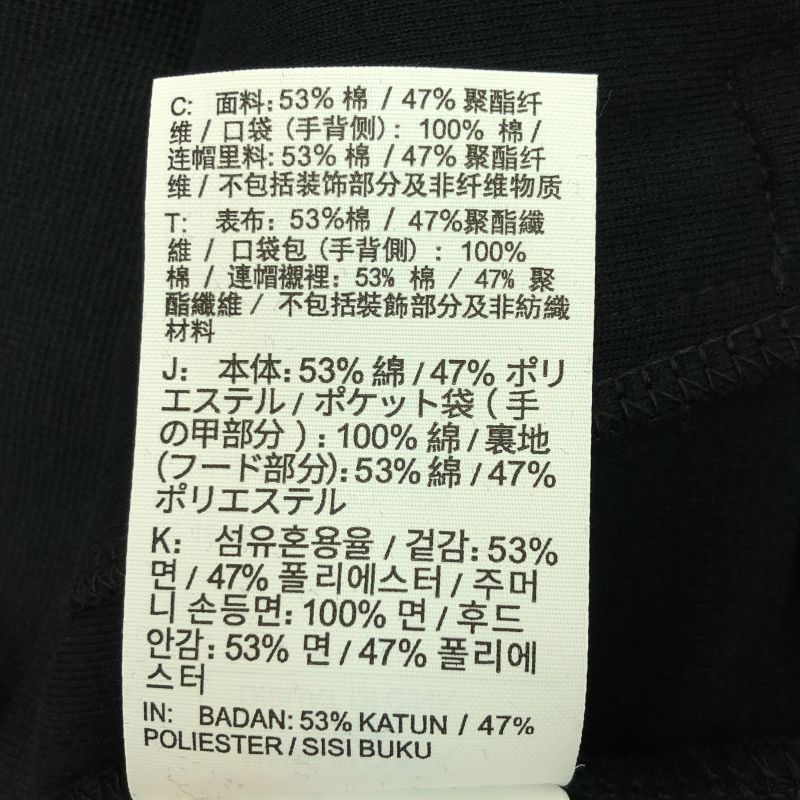 C: 面料: 53% 棉 / 47% 聚酯纤
维 / 口袋 (手背侧) : 100% 棉 /
连帽里料: 53% 棉 / 47% 聚酯纤
维 / 不包括装饰部分及非纤维物质
T: 表布: 53%棉 / 47%聚酯纖
維 / 口袋包 (手背側) : 100%
棉 / 連帽襯裡: 53% 棉 / 47% 聚
酯纖維 / 不包括裝飾部分及非紡織
材料
J: 本体: 53% 綿 / 47% ポリ
エステル / ポケット袋 ( 手
の甲部分 ) : 100% 綿 / 裏地
(フード部分): 53% 綿 / 47%
ポリエステル
K: 섬유혼용율 / 겉감: 53%
면 / 47% 폴리에스터 / 주머
니 손등면: 100% 면 / 후드
안감: 53% 면 / 47% 폴리에
스터
IN: BADAN: 53% KATUN / 47%
POLIESTER / SISI BUKU